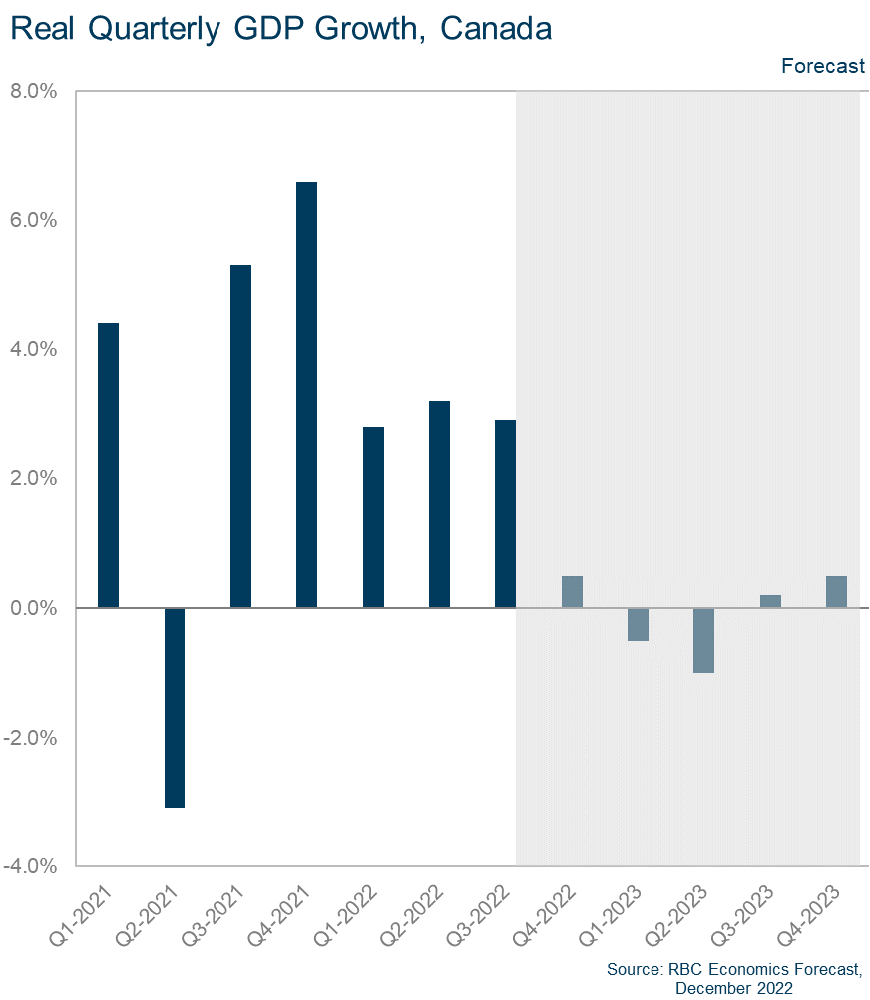 Real Quarterly GDP Growth, Canada
Forecast
8.0%
6.0%
4.0%
2.0%
0.0%
-2.0%
-4.0%
Q1-2021
Q2-2021
Q3-2021
Q4-2021
Q1-2022
Q2-2022
Q3-2022
Q4-2022
Q1-2023
Q2-2023
Q3-2023
Q4-2023
Source: RBC Economics Forecast,
December 2022